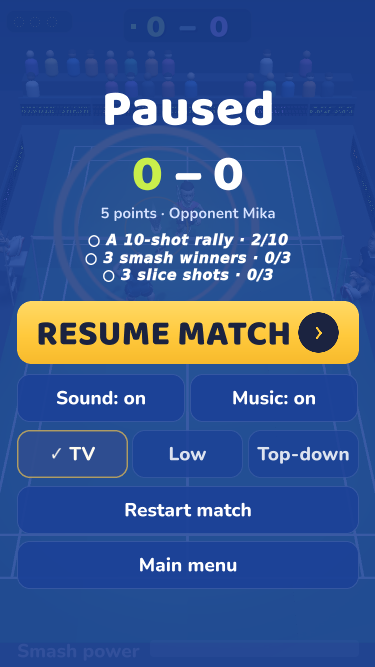 · 0 – 0
Paused
0 – 0
5 points · Opponent Mika
A 10-shot rally · 2/10
3 smash winners · 0/3
3 slice shots · 0/3
RESUME MATCH ›
Sound: on
Music: on
✓ TV
Low
Top-down
Restart match
Main menu
Smash power